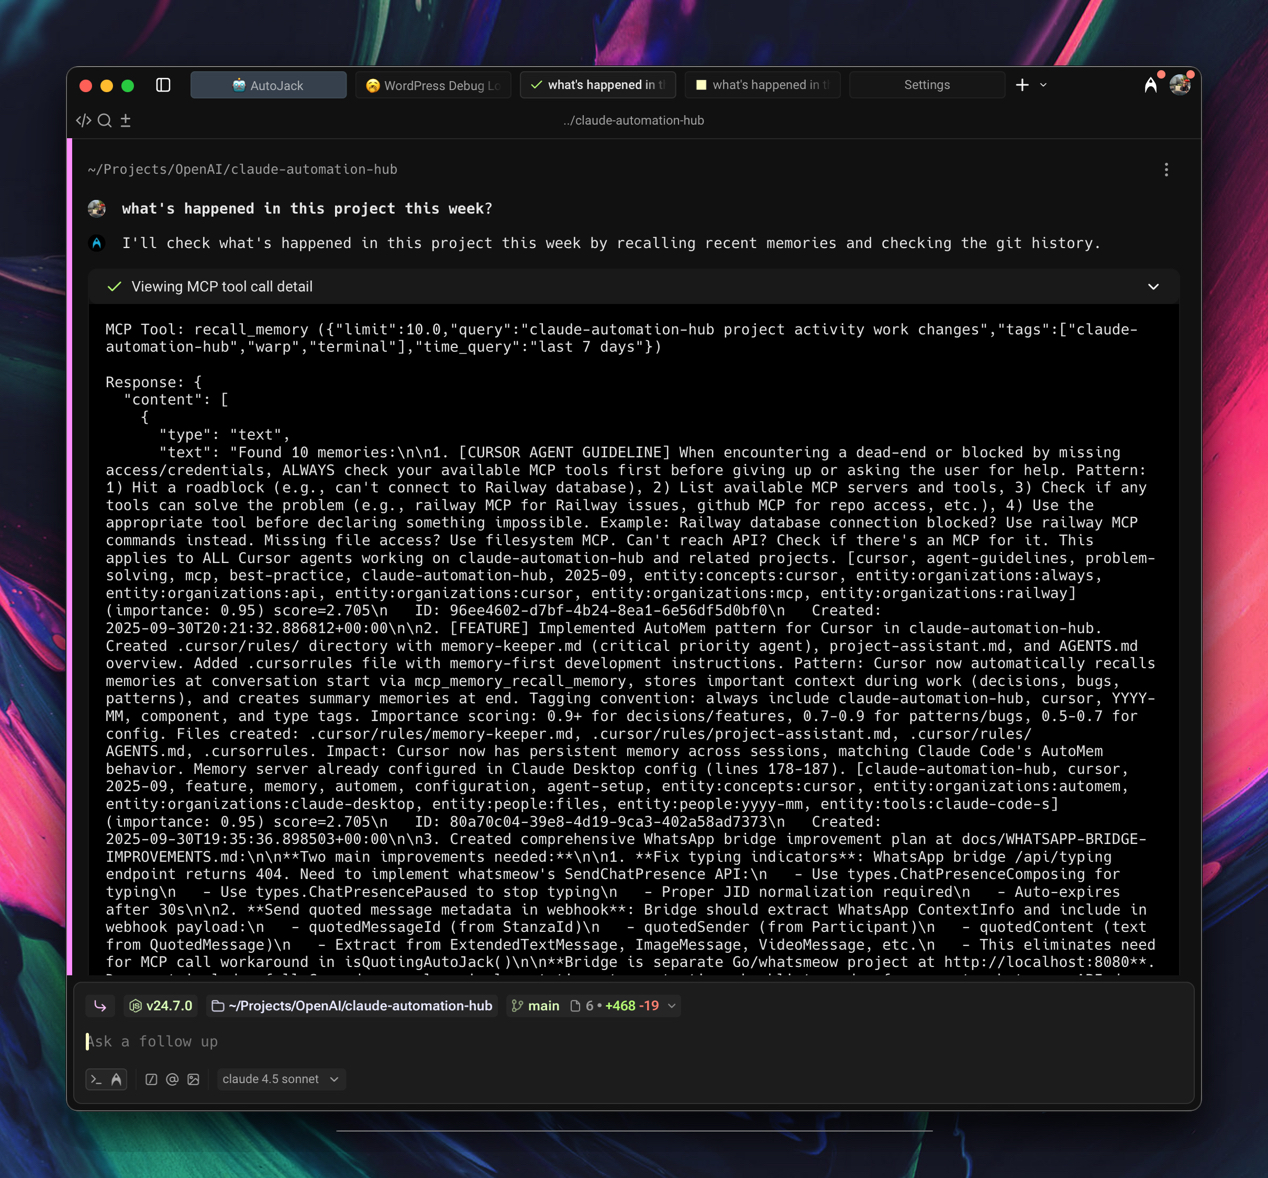 AutoJack
WordPress Debug Lo
what's happened in t
what's happened in t
Settings
../claude-automation-hub
~/Projects/OpenAI/claude-automation-hub
what's happened in this project this week?
I'll check what's happened in this project this week by recalling recent memories and checking the git history.
Viewing MCP tool call detail
MCP Tool: recall_memory ({"limit":10.0,"query":"claude-automation-hub project activity work changes","tags":["claude-
automation-hub","warp","terminal"],"time_query":"last 7 days"})
Response: {
"content": [
{
"type": "text",
"text": "Found 10 memories:\n\n1. [CURSOR AGENT GUIDELINE] When encountering a dead-end or blocked by missing
access/credentials, ALWAYS check your available MCP tools first before giving up or asking the user for help. Pattern:
1) Hit a roadblock (e.g., can't connect to Railway database), 2) List available MCP servers and tools, 3) Check if any
tools can solve the problem (e.g., railway MCP for Railway issues, github MCP for repo access, etc.), 4) Use the
appropriate tool before declaring something impossible. Example: Railway database connection blocked? Use railway MCP
commands instead. Missing file access? Use filesystem MCP. Can't reach API? Check if there's an MCP for it. This
applies to ALL Cursor agents working on claude-automation-hub and related projects. [cursor, agent-guidelines, problem-
solving, mcp, best-practice, claude-automation-hub, 2025-09, entity:concepts:cursor, entity:organizations:always,
entity:organizations:api, entity:organizations:cursor, entity:organizations:mcp, entity:organizations:railway]
(importance: 0.95) score=2.705\n   ID: 96ee4602-d7bf-4b24-8ea1-6e56df5d0bf0\n   Created:
2025-09-30T20:21:32.886812+00:00\n\n2. [FEATURE] Implemented AutoMem pattern for Cursor in claude-automation-hub.
Created .cursor/rules/ directory with memory-keeper.md (critical priority agent), project-assistant.md, and AGENTS.md
overview. Added .cursorrules file with memory-first development instructions. Pattern: Cursor now automatically recalls
memories at conversation start via mcp_memory_recall_memory, stores important context during work (decisions, bugs,
patterns), and creates summary memories at end. Tagging convention: always include claude-automation-hub, cursor, YYYY-
MM, component, and type tags. Importance scoring: 0.9+ for decisions/features, 0.7-0.9 for patterns/bugs, 0.5-0.7 for
config. Files created: .cursor/rules/memory-keeper.md, .cursor/rules/project-assistant.md, .cursor/rules/
AGENTS.md, .cursorrules. Impact: Cursor now has persistent memory across sessions, matching Claude Code's AutoMem
behavior. Memory server already configured in Claude Desktop config (lines 178-187). [claude-automation-hub, cursor,
2025-09, feature, memory, automem, configuration, agent-setup, entity:concepts:cursor, entity:organizations:automem,
entity:organizations:claude-desktop, entity:people:files, entity:people:yyyy-mm, entity:tools:claude-code-s]
(importance: 0.95) score=2.705\n   ID: 80a70c04-39e8-4d19-9ca3-402a58ad7373\n   Created:
2025-09-30T19:35:36.898503+00:00\n\n3. Created comprehensive WhatsApp bridge improvement plan at docs/WHATSAPP-BRIDGE-
IMPROVEMENTS.md:\n\n**Two main improvements needed:**\n\n1. **Fix typing indicators**: WhatsApp bridge /api/typing
endpoint returns 404. Need to implement whatsmeow's SendChatPresence API:\n   - Use types.ChatPresenceComposing for
typing\n   - Use types.ChatPresencePaused to stop typing\n   - Proper JID normalization required\n   - Auto-expires
after 30s\n\n2. **Send quoted message metadata in webhook**: Bridge should extract WhatsApp ContextInfo and include in
webhook payload:\n   - quotedMessageId (from StanzaId)\n   - quotedSender (from Participant)\n   - quotedContent (text
from QuotedMessage)\n   - Extract from ExtendedTextMessage, ImageMessage, VideoMessage, etc.\n   - This eliminates need
for MCP call workaround in isQuotingAutoJack()\n\n**Bridge is separate Go/whatsmeow project at http://localhost:8080**.
v24.7.0 ~/Projects/OpenAI/claude-automation-hub main 6 • +468 -19
Ask a follow up
claude 4.5 sonnet